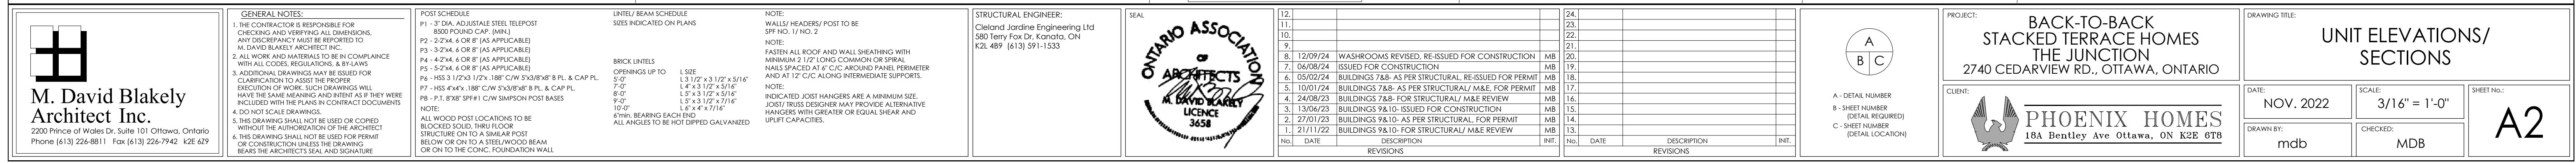 M. David Blakely
Architect Inc.
2200 Prince of Wales Dr. Suite 101 Ottawa, Ontario
Phone (613) 226-8811 Fax (613) 226-7942 k2E 6Z9
GENERAL NOTES:
1. THE CONTRACTOR IS RESPONSIBLE FOR
CHECKING AND VERIFYING ALL DIMENSIONS,
ANY DISCREPANCY MUST BE REPORTED TO
M. DAVID BLAKELY ARCHITECT INC.
2. ALL WORK AND MATERIALS TO BE IN COMPLIANCE
WITH ALL CODES, REGULATIONS, & BY-LAWS
3. ADDITIONAL DRAWINGS MAY BE ISSUED FOR
CLARIFICATION TO ASSIST THE PROPER
EXECUTION OF WORK. SUCH DRAWINGS WILL
HAVE THE SAME MEANING AND INTENT AS IF THEY WERE
INCLUDED WITH THE PLANS IN CONTRACT DOCUMENTS
4. DO NOT SCALE DRAWINGS.
5. THIS DRAWING SHALL NOT BE USED OR COPIED
WITHOUT THE AUTHORIZATION OF THE ARCHITECT
6. THIS DRAWING SHALL NOT BE USED FOR PERMIT
OR CONSTRUCTION UNLESS THE DRAWING
BEARS THE ARCHITECT'S SEAL AND SIGNATURE
POST SCHEDULE
P1 - 3" DIA. ADJUSTALE STEEL TELEPOST
8500 POUND CAP. (MIN.)
P2 - 2-2"x4, 6 OR 8" (AS APPLICABLE)
P3 - 3-2"x4, 6 OR 8" (AS APPLICABLE)
P4 - 4-2"x4, 6 OR 8" (AS APPLICABLE)
P5 - 5-2"x4, 6 OR 8" (AS APPLICABLE)
P6 - HSS 3 1/2"x3 1/2"x .188" C/W 5"x3/8"x8" B PL. & CAP PL.
P7 - HSS 4"x4"x .188" C/W 5"x3/8"x8" B PL. & CAP PL.
P8 - P.T. 8"X8" SPF#1 C/W SIMPSON POST BASES
NOTE:
ALL WOOD POST LOCATIONS TO BE
BLOCKED SOLID, THRU FLOOR
STRUCTURE ON TO A SIMILAR POST
BELOW OR ON TO A STEEL/WOOD BEAM
OR ON TO THE CONC. FOUNDATION WALL
LINTEL/ BEAM SCHEDULE
SIZES INDICATED ON PLANS
BRICK LINTELS
OPENINGS UP TO L SIZE
5'-0" L 3 1/2" x 3 1/2" x 5/16"
7'-0" L 4" x 3 1/2" x 5/16"
8'-0" L 5" x 3 1/2" x 5/16"
9'-0" L 5" x 3 1/2" x 7/16"
10'-0" L 6" x 4" x 7/16"
6"min. BEARING EACH END
ALL ANGLES TO BE HOT DIPPED GALVANIZED
NOTE:
WALLS/ HEADERS/ POST TO BE
SPF NO. 1/ NO. 2
NOTE:
FASTEN ALL ROOF AND WALL SHEATHING WITH
MINIMUM 2 1/2" LONG COMMON OR SPIRAL
NAILS SPACED AT 6" C/C AROUND PANEL PERIMETER
AND AT 12" C/C ALONG INTERMEDIATE SUPPORTS.
NOTE:
INDICATED JOIST HANGERS ARE A MINIMUM SIZE.
JOIST/ TRUSS DESIGNER MAY PROVIDE ALTERNATIVE
HANGERS WITH GREATER OR EQUAL SHEAR AND
UPLIFT CAPACITIES.
STRUCTURAL ENGINEER:
Cleland Jardine Engineering Ltd
580 Terry Fox Dr, Kanata, ON
K2L 4B9 (613) 591-1533
SEAL
ONTARIO ASSOCIATION
OF
ARCHITECTS
M. DAVID BLAKELY
LICENCE
3658
12.
11.
10.
9.
8. 12/09/24 WASHROOMS REVISED, RE-ISSUED FOR CONSTRUCTION MB
7. 06/08/24 ISSUED FOR CONSTRUCTION MB
6. 05/02/24 BUILDINGS 7&8- AS PER STRUCTURAL, RE-ISSUED FOR PERMIT MB
5. 10/01/24 BUILDINGS 7&8- AS PER STRUCTURAL/ M&E, FOR PERMIT MB
4. 24/08/23 BUILDINGS 7&8- FOR STRUCTURAL/ M&E REVIEW MB
3. 13/06/23 BUILDINGS 9&10- ISSUED FOR CONSTRUCTION MB
2. 27/01/23 BUILDINGS 9&10- AS PER STRUCTURAL, FOR PERMIT MB
1. 21/11/22 BUILDINGS 9&10- FOR STRUCTURAL/ M&E REVIEW MB
No. DATE DESCRIPTION INIT.
REVISIONS
24.
23.
22.
21.
20.
19.
18.
17.
16.
15.
14.
13.
No. DATE DESCRIPTION INIT.
REVISIONS
A
B C
A - DETAIL NUMBER
B - SHEET NUMBER
(DETAIL REQUIRED)
C - SHEET NUMBER
(DETAIL LOCATION)
PROJECT:
BACK-TO-BACK
STACKED TERRACE HOMES
THE JUNCTION
2740 CEDARVIEW RD., OTTAWA, ONTARIO
CLIENT:
PHOENIX HOMES
18A Bentley Ave Ottawa, ON K2E 6T8
DRAWING TITLE:
UNIT ELEVATIONS/
SECTIONS
DATE:
NOV. 2022
SCALE:
3/16" = 1'-0"
SHEET No.:
A2
DRAWN BY:
mdb
CHECKED:
MDB